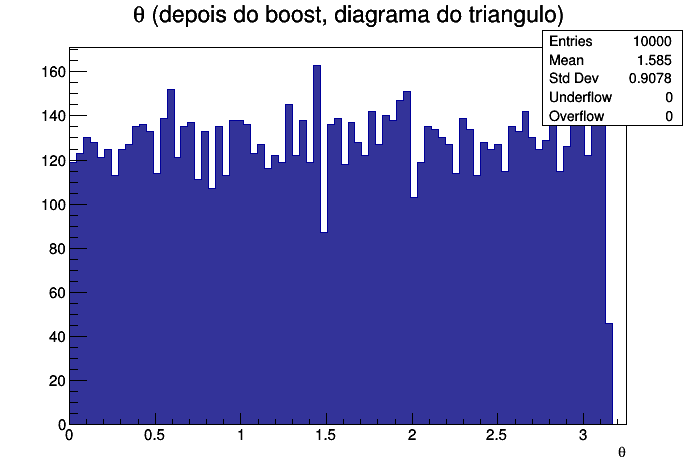 θ (depois do boost, diagrama do triangulo)
Entries 10000
Mean 1.585
Std Dev 0.9078
Underflow 0
Overflow 0
160
140
120
100
80
60
40
20
0
0 0.5 1 1.5 2 2.5 3
θ